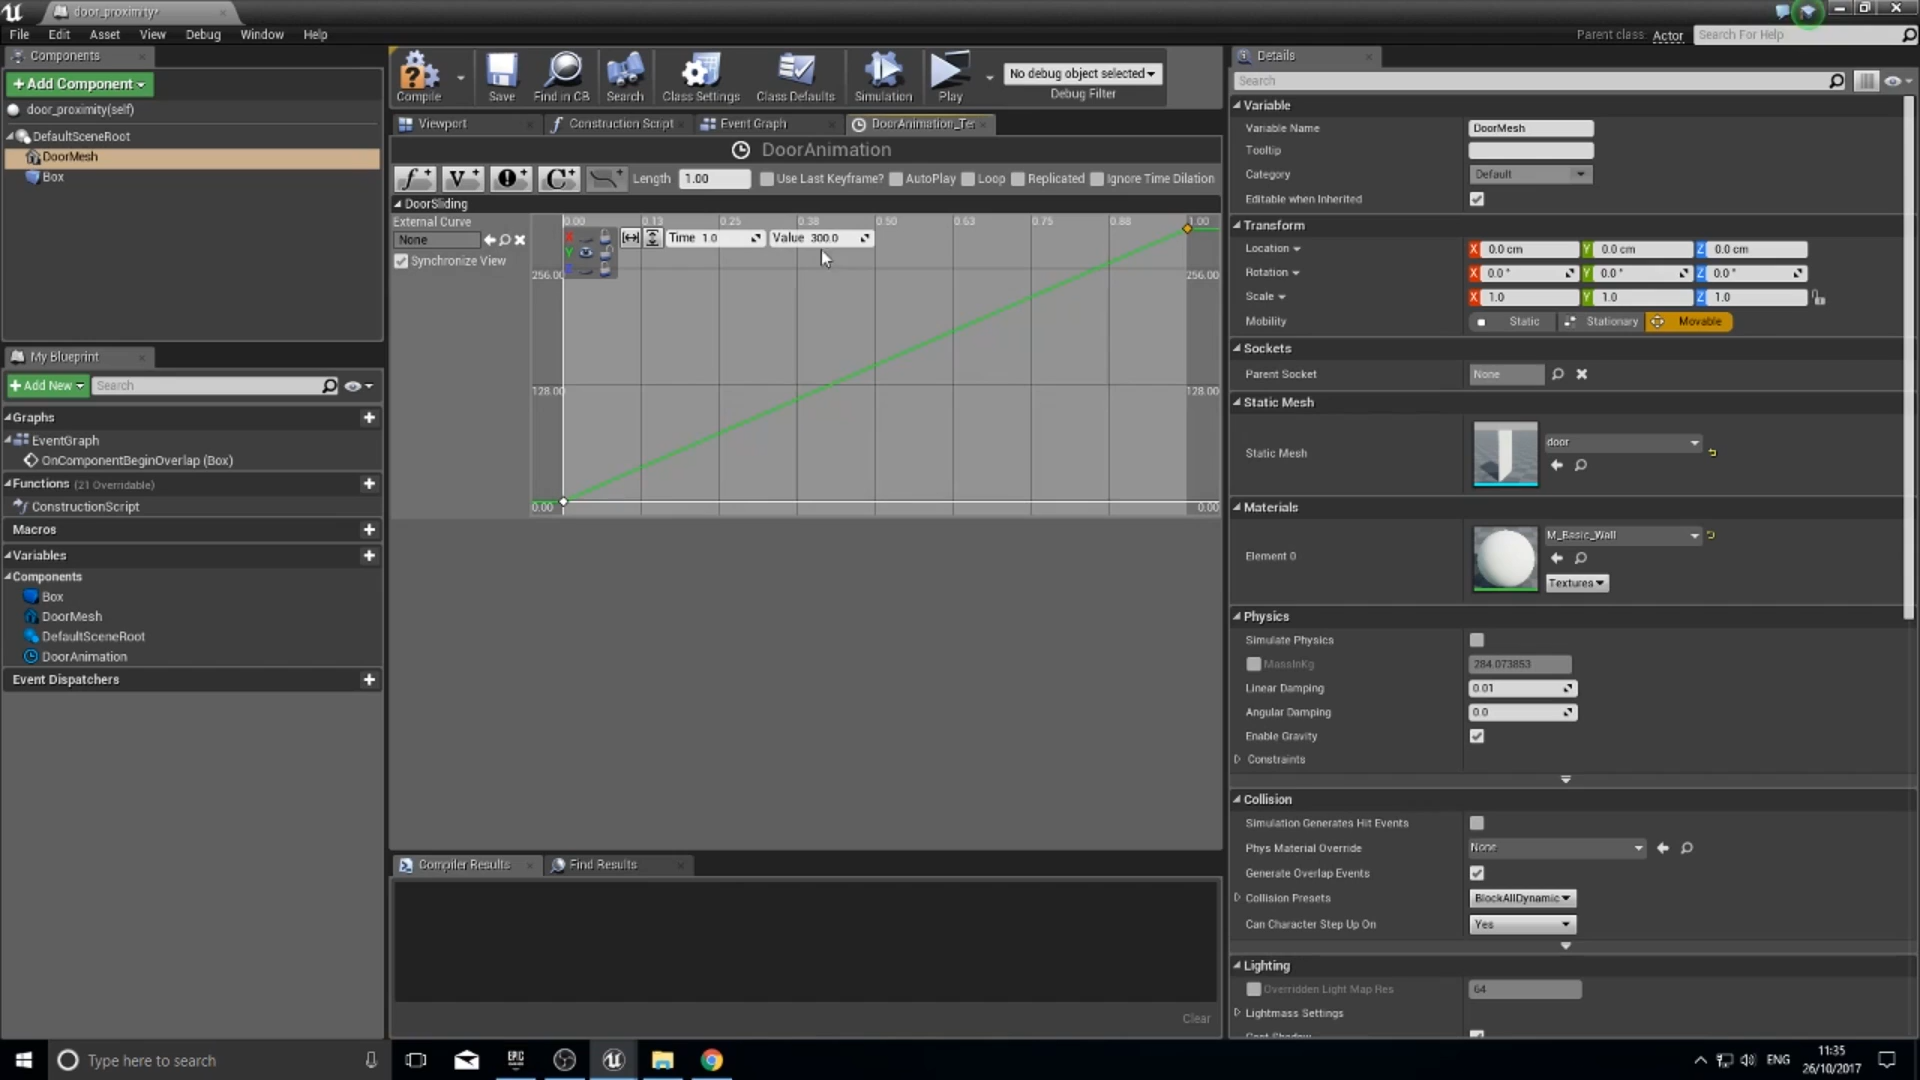 door_proximity*
File Edit Asset View Debug Window Help
Parent class: Actor
Search For Help
Components
+Add Component
door_proximity(self)
DefaultSceneRoot
DoorMesh
Box
My Blueprint
+Add New
Search
Graphs
EventGraph
OnComponentBeginOverlap (Box)
Functions (21 Overridable)
ConstructionScript
Macros
Variables
Components
Box
DoorMesh
DefaultSceneRoot
DoorAnimation
Event Dispatchers
Compile
Save
Find in CB
Search
Class Settings
Class Defaults
Simulation
Play
No debug object selected
Debug Filter
Viewport
Construction Script
Event Graph
DoorAnimation_Te
DoorAnimation
Length 1.00
Use Last Keyframe?
AutoPlay
Loop
Replicated
Ignore Time Dilation
DoorSliding
External Curve
None
Synchronize View
0.00 0.13 0.25 0.38 0.50 0.63 0.75 0.88 1.00
Time 1.0
Value 300.0
256.00 256.00
128.00 128.00
0.00 0.00
Compiler Results
Find Results
Clear
Details
Search
Variable
Variable Name DoorMesh
Tooltip
Category Default
Editable when Inherited
Transform
Location X 0.0 cm Y 0.0 cm Z 0.0 cm
Rotation X 0.0 ° Y 0.0 ° Z 0.0 °
Scale X 1.0 Y 1.0 Z 1.0
Mobility Static Stationary Movable
Sockets
Parent Socket None
Static Mesh
Static Mesh door
Materials
Element 0 M_Basic_Wall
Textures
Physics
Simulate Physics
MassInKg 284.073853
Linear Damping 0.01
Angular Damping 0.0
Enable Gravity
Constraints
Collision
Simulation Generates Hit Events
Phys Material Override None
Generate Overlap Events
Collision Presets BlockAllDynamic
Can Character Step Up On Yes
Lighting
Overridden Light Map Res 64
Lightmass Settings
Cast Shadow
Type here to search
EPIC
ENG
11:35
26/10/2017